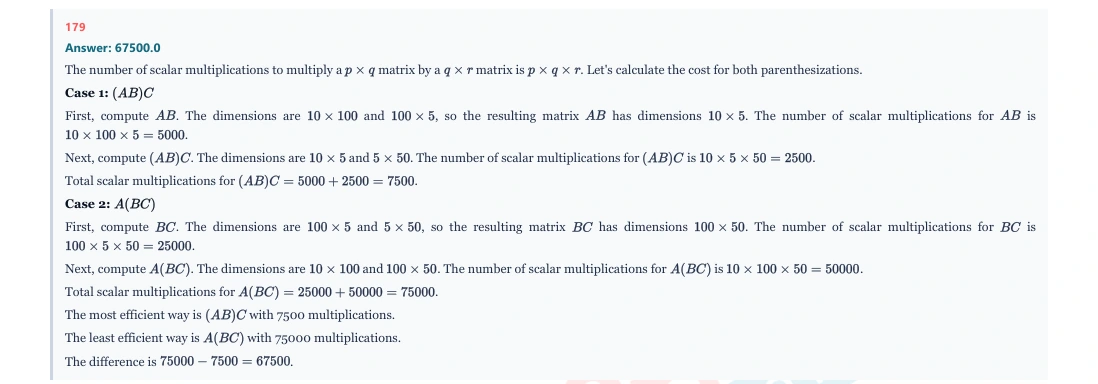 179
Answer: 67500.0
The number of scalar multiplications to multiply a p × q matrix by a q × r matrix is p × q × r. Let's calculate the cost for both parenthesizations.
Case 1: (AB)C
First, compute AB. The dimensions are 10 × 100 and 100 × 5, so the resulting matrix AB has dimensions 10 × 5. The number of scalar multiplications for AB is
10 × 100 × 5 = 5000.
Next, compute (AB)C. The dimensions are 10 × 5 and 5 × 50. The number of scalar multiplications for (AB)C is 10 × 5 × 50 = 2500.
Total scalar multiplications for (AB)C = 5000 + 2500 = 7500.
Case 2: A(BC)
First, compute BC. The dimensions are 100 × 5 and 5 × 50, so the resulting matrix BC has dimensions 100 × 50. The number of scalar multiplications for BC is
100 × 5 × 50 = 25000.
Next, compute A(BC). The dimensions are 10 × 100 and 100 × 50. The number of scalar multiplications for A(BC) is 10 × 100 × 50 = 50000.
Total scalar multiplications for A(BC) = 25000 + 50000 = 75000.
The most efficient way is (AB)C with 7500 multiplications.
The least efficient way is A(BC) with 75000 multiplications.
The difference is 75000 − 7500 = 67500.